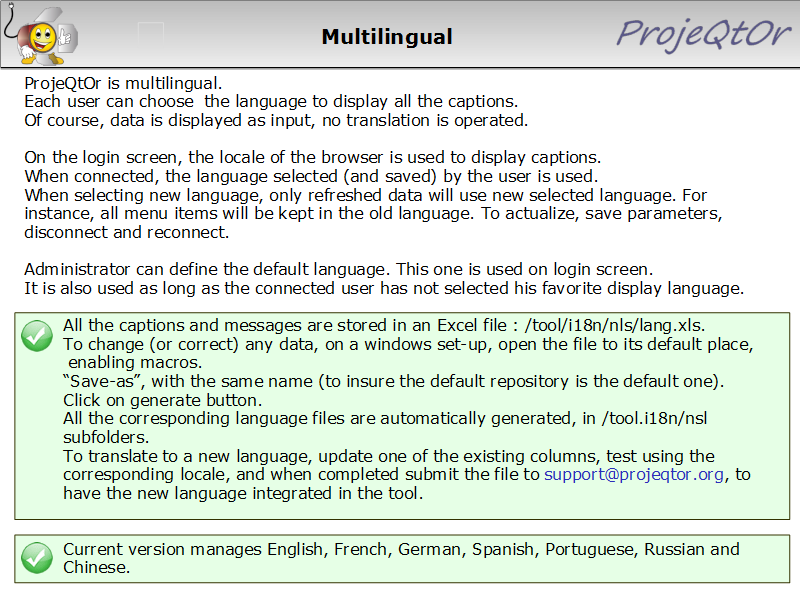 Multilingual
ProjeQtOr
ProjeQtOr is multilingual.
Each user can choose  the language to display all the captions.
Of course, data is displayed as input, no translation is operated.
On the login screen, the locale of the browser is used to display captions.
When connected, the language selected (and saved) by the user is used.
When selecting new language, only refreshed data will use new selected language. For
instance, all menu items will be kept in the old language. To actualize, save parameters,
disconnect and reconnect.
Administrator can define the default language. This one is used on login screen.
It is also used as long as the connected user has not selected his favorite display language.
All the captions and messages are stored in an Excel file : /tool/i18n/nls/lang.xls.
To change (or correct) any data, on a windows set-up, open the file to its default place,
enabling macros.
“Save-as”, with the same name (to insure the default repository is the default one).
Click on generate button.
All the corresponding language files are automatically generated, in /tool.i18n/nsl
subfolders.
To translate to a new language, update one of the existing columns, test using the
corresponding locale, and when completed submit the file to support@projeqtor.org, to
have the new language integrated in the tool.
Current version manages English, French, German, Spanish, Portuguese, Russian and
Chinese.